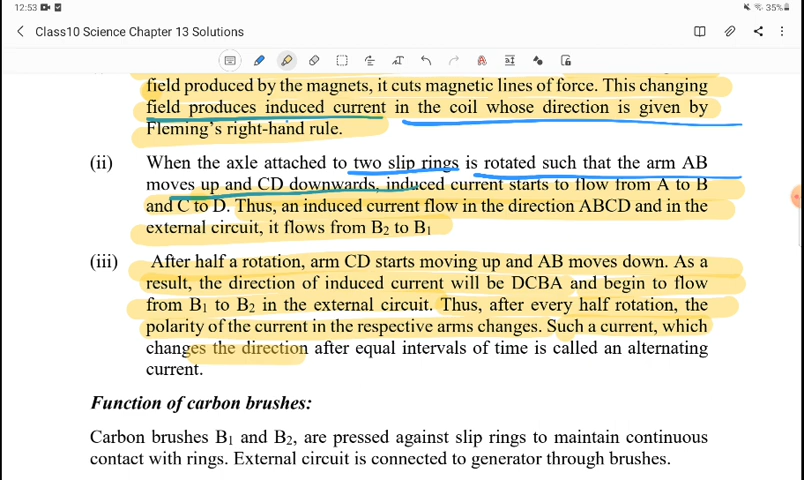 12:53
35%
Class10 Science Chapter 13 Solutions
field produced by the magnets, it cuts magnetic lines of force. This changing
field produces induced current in the coil whose direction is given by
Fleming's right-hand rule.
(ii) When the axle attached to two slip rings is rotated such that the arm AB
moves up and CD downwards, induced current starts to flow from A to B
and C to D. Thus, an induced current flow in the direction ABCD and in the
external circuit, it flows from B2 to B1
(iii) After half a rotation, arm CD starts moving up and AB moves down. As a
result, the direction of induced current will be DCBA and begin to flow
from B1 to B2 in the external circuit. Thus, after every half rotation, the
polarity of the current in the respective arms changes. Such a current, which
changes the direction after equal intervals of time is called an alternating
current.
Function of carbon brushes:
Carbon brushes B1 and B2, are pressed against slip rings to maintain continuous
contact with rings. External circuit is connected to generator through brushes.